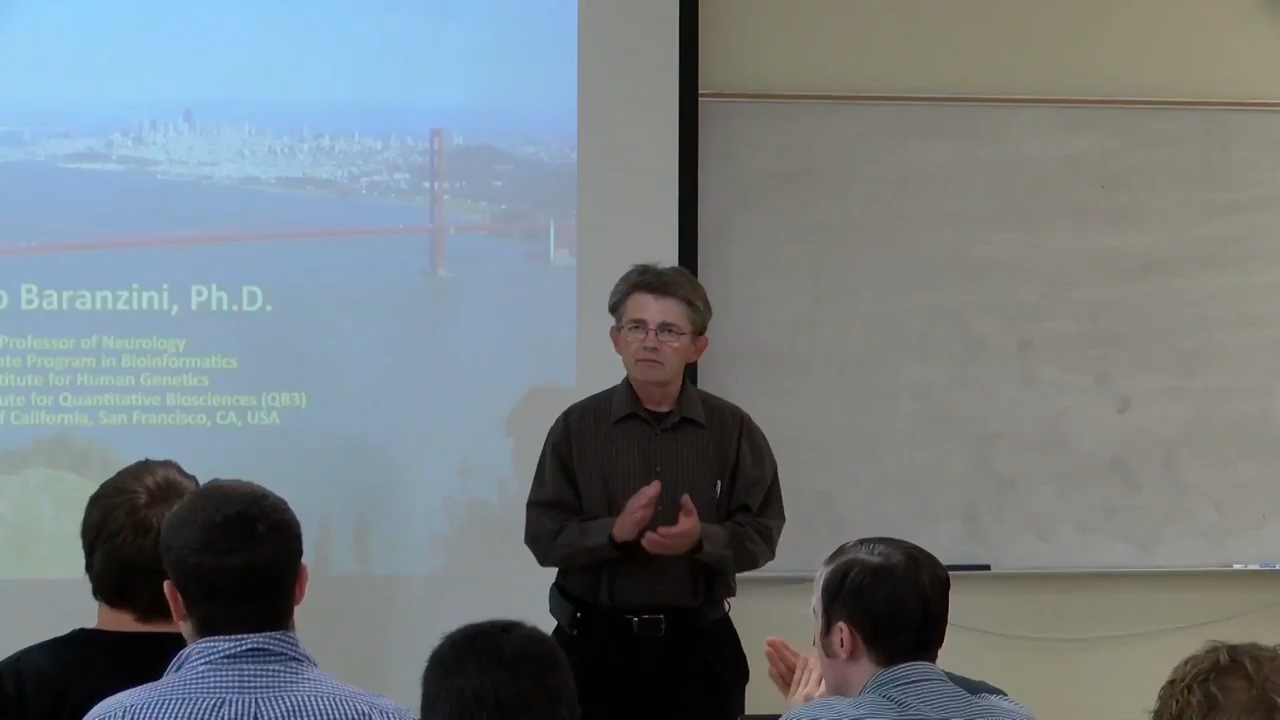 o Baranzini, Ph.D.
Professor of Neurology
ate Program in Bioinformatics
titute for Human Genetics
ute for Quantitative Biosciences (QB3)
f California, San Francisco, CA, USA